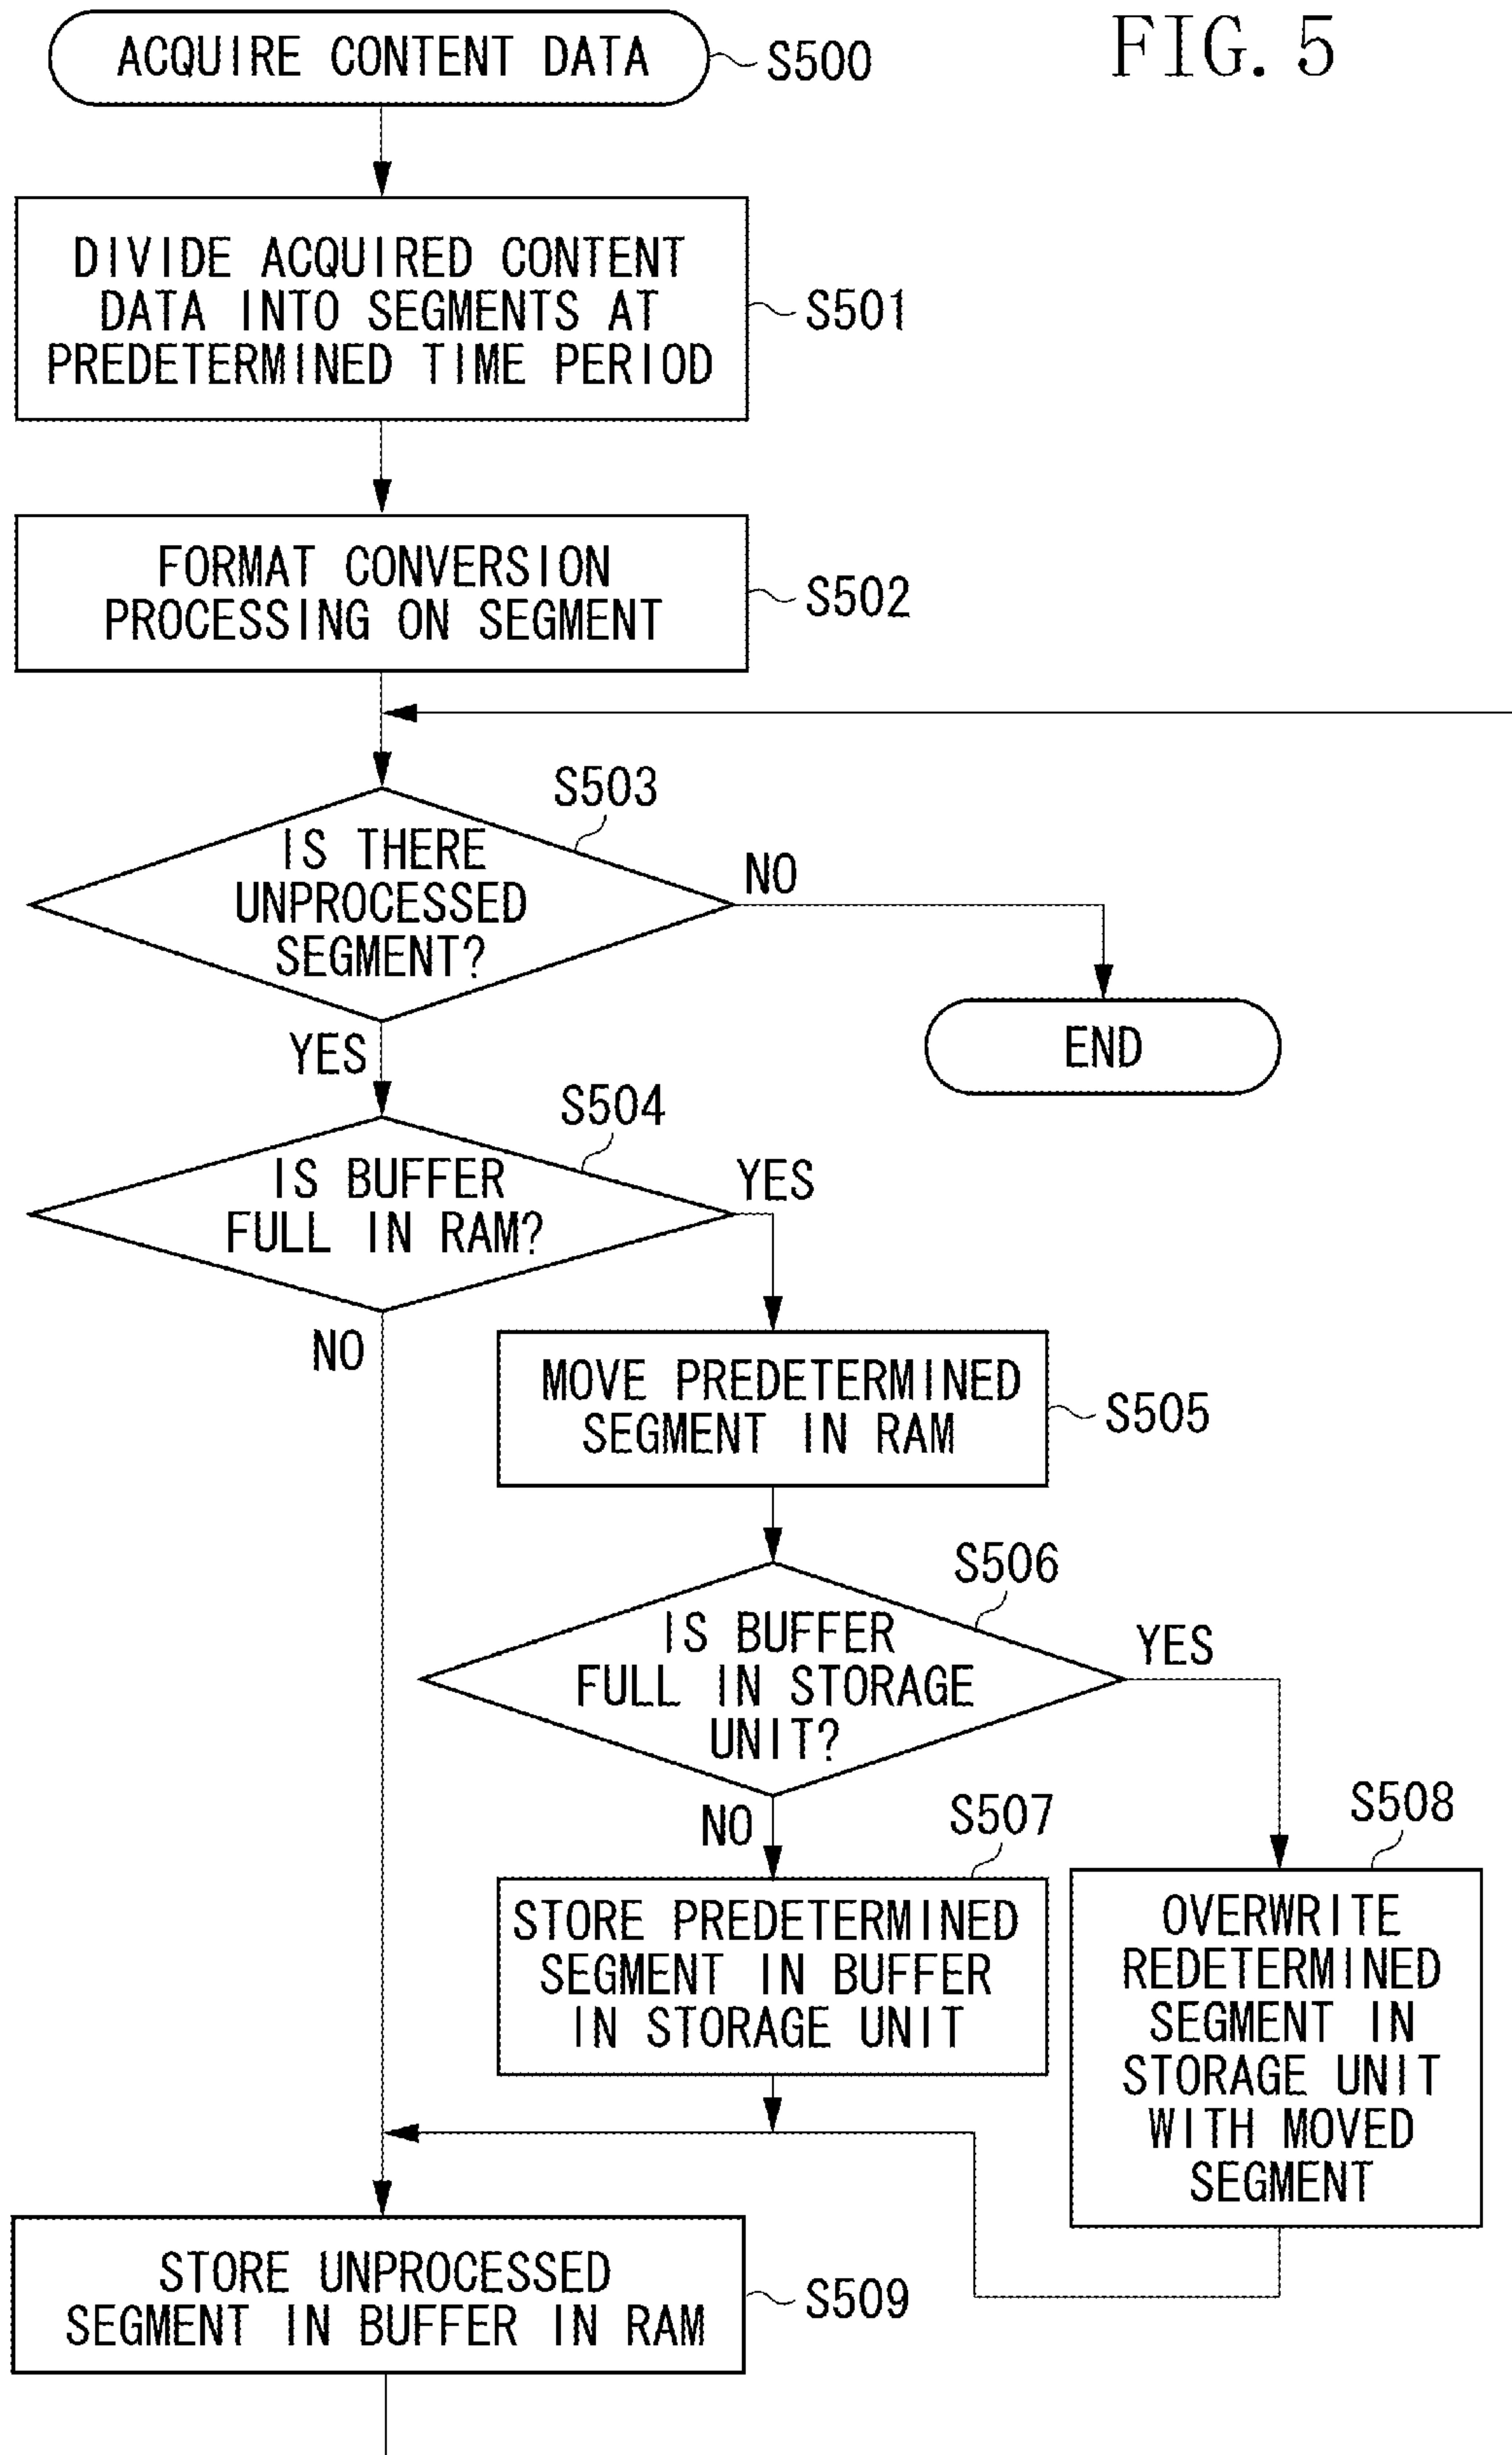 FIG. 5
ACQUIRE CONTENT DATA
S500
DIVIDE ACQUIRED CONTENT
DATA INTO SEGMENTS AT
PREDETERMINED TIME PERIOD
S501
FORMAT CONVERSION
PROCESSING ON SEGMENT
S502
S503
IS THERE
UNPROCESSED
SEGMENT?
NO
END
YES
S504
IS BUFFER
FULL IN RAM?
YES
NO
MOVE PREDETERMINED
SEGMENT IN RAM
S505
S506
IS BUFFER
FULL IN STORAGE
UNIT?
YES
NO
S507
STORE PREDETERMINED
SEGMENT IN BUFFER
IN STORAGE UNIT
S508
OVERWRITE
REDETERMINED
SEGMENT IN
STORAGE UNIT
WITH MOVED
SEGMENT
STORE UNPROCESSED
SEGMENT IN BUFFER IN RAM
S509